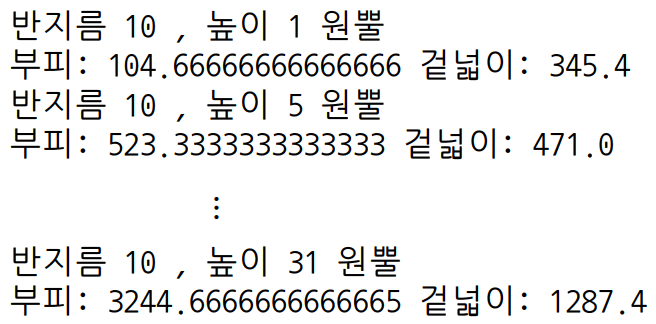 반지름 10 , 높이 1 원뿔
부피: 104.66666666666666 겉넓이: 345.4
반지름 10 , 높이 5 원뿔
부피: 523.3333333333333 겉넓이: 471.0
⋮
반지름 10 , 높이 31 원뿔
부피: 3244.6666666666665 겉넓이: 1287.4